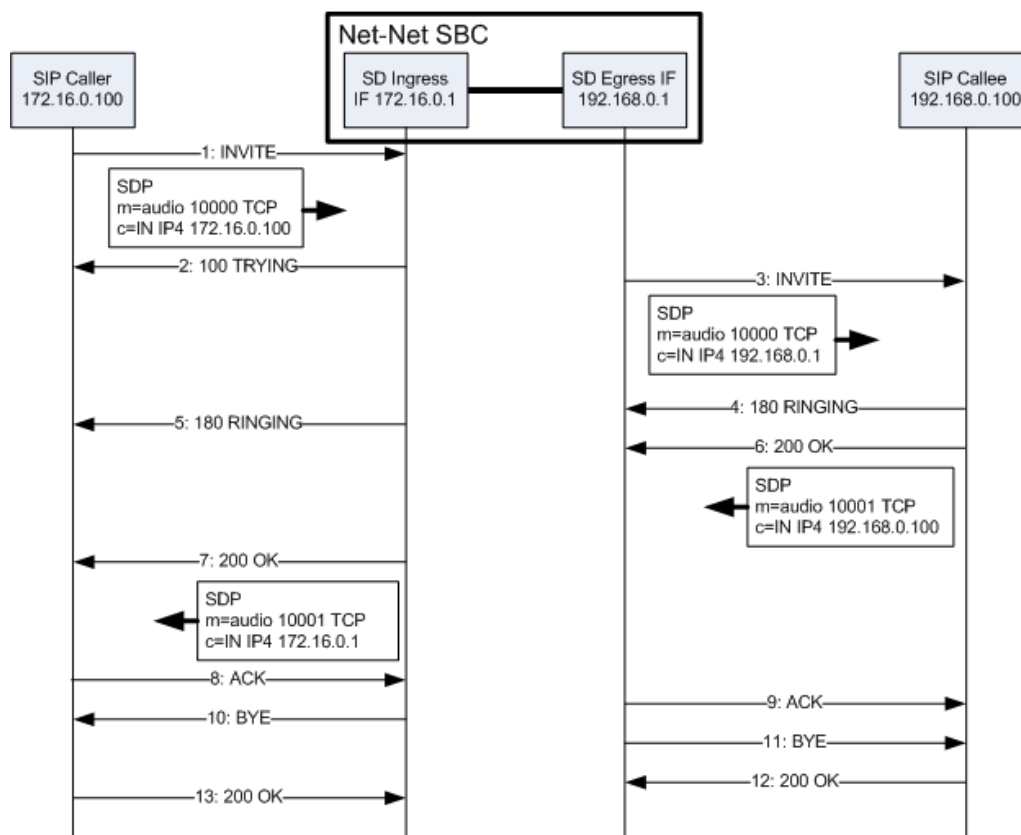 Net-Net SBC
SIP Caller
172.16.0.100
SD Ingress
IF 172.16.0.1
SD Egress IF
192.168.0.1
SIP Callee
192.168.0.100
1: INVITE
SDP
m=audio 10000 TCP
c=IN IP4 172.16.0.100
2: 100 TRYING
3: INVITE
SDP
m=audio 10000 TCP
c=IN IP4 192.168.0.1
4: 180 RINGING
5: 180 RINGING
6: 200 OK
SDP
m=audio 10001 TCP
c=IN IP4 192.168.0.100
7: 200 OK
SDP
m=audio 10001 TCP
c=IN IP4 172.16.0.1
8: ACK
9: ACK
10: BYE
11: BYE
12: 200 OK
13: 200 OK